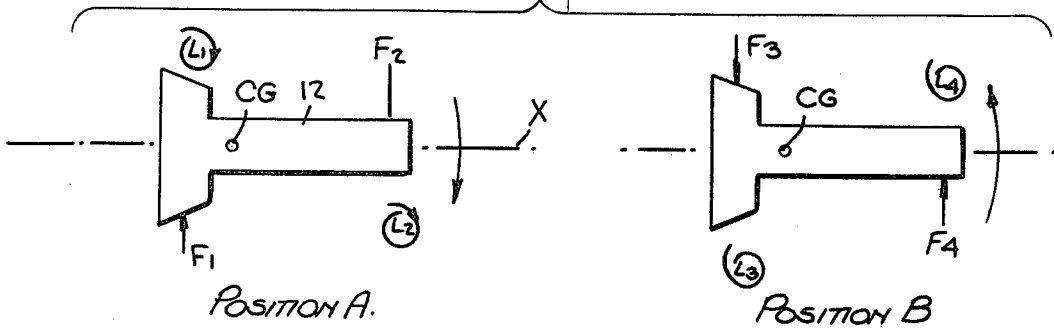 L1
F2
CG
12
X
F1
L2
POSITION A.
F3
CG
L4
L3
F4
POSITION B